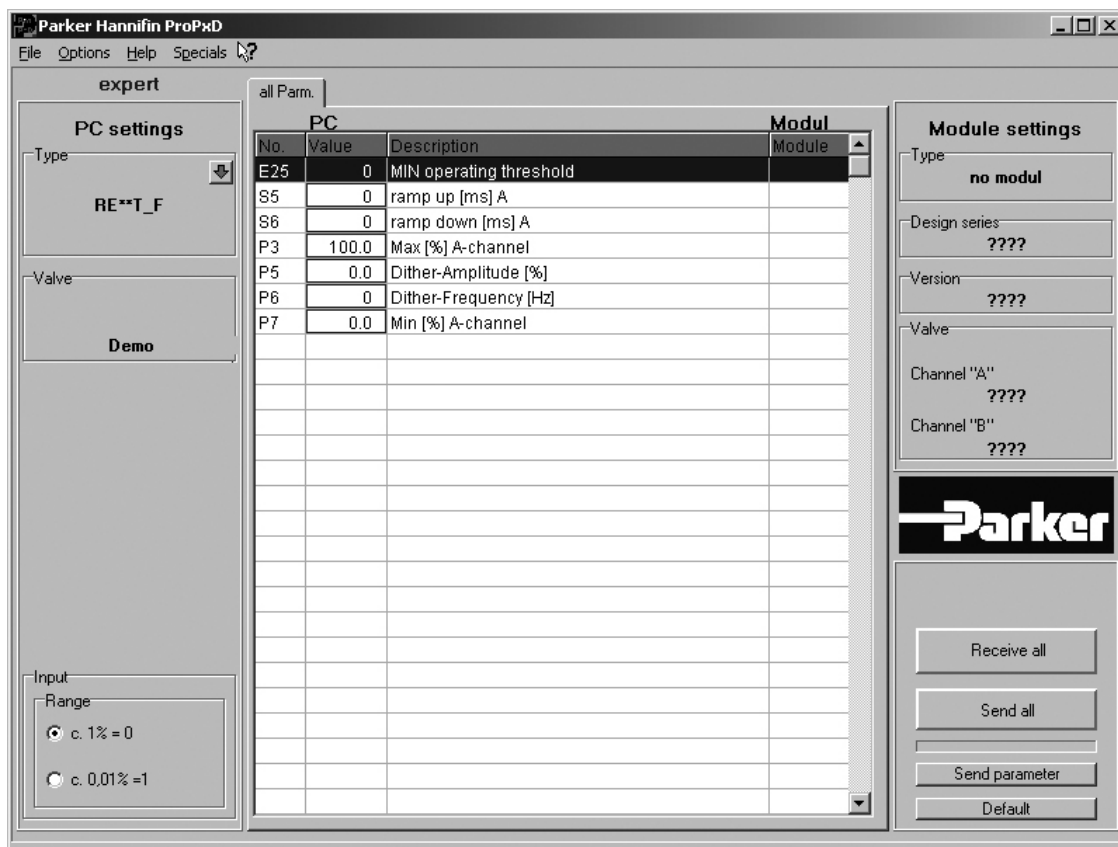 Parker Hannifin ProPxD
File Options Help Specials ?
expert
PC settings
Type
RE**T_F
Valve
Demo
Input
Range
c. 1% = 0
c. 0,01% =1
all Parm.
PC Modul
No. Value Description Module
E25 0 MIN operating threshold
S5 0 ramp up [ms] A
S6 0 ramp down [ms] A
P3 100.0 Max [%] A-channel
P5 0.0 Dither-Amplitude [%]
P6 0 Dither-Frequency [Hz]
P7 0.0 Min [%] A-channel
Module settings
Type
no modul
Design series
????
Version
????
Valve
Channel "A"
????
Channel "B"
????
Parker
Receive all
Send all
Send parameter
Default